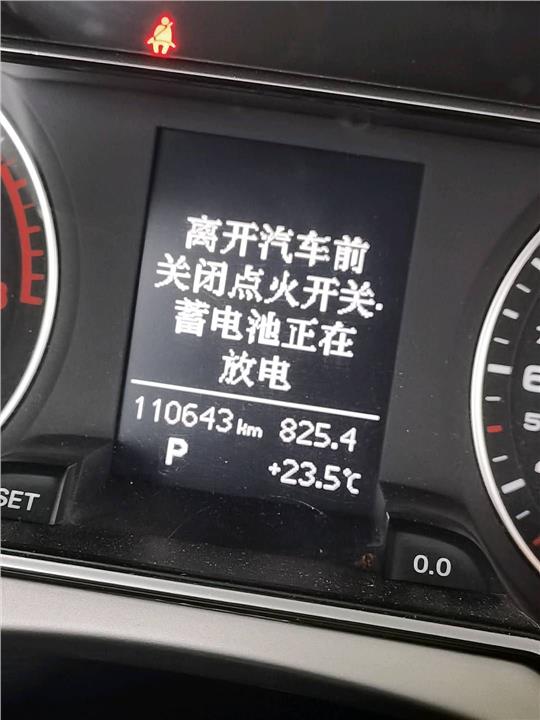 离开汽车前
关闭点火开关.
蓄电池正在
放电
110643 km 825.4
P +23.5℃
SET
0.0